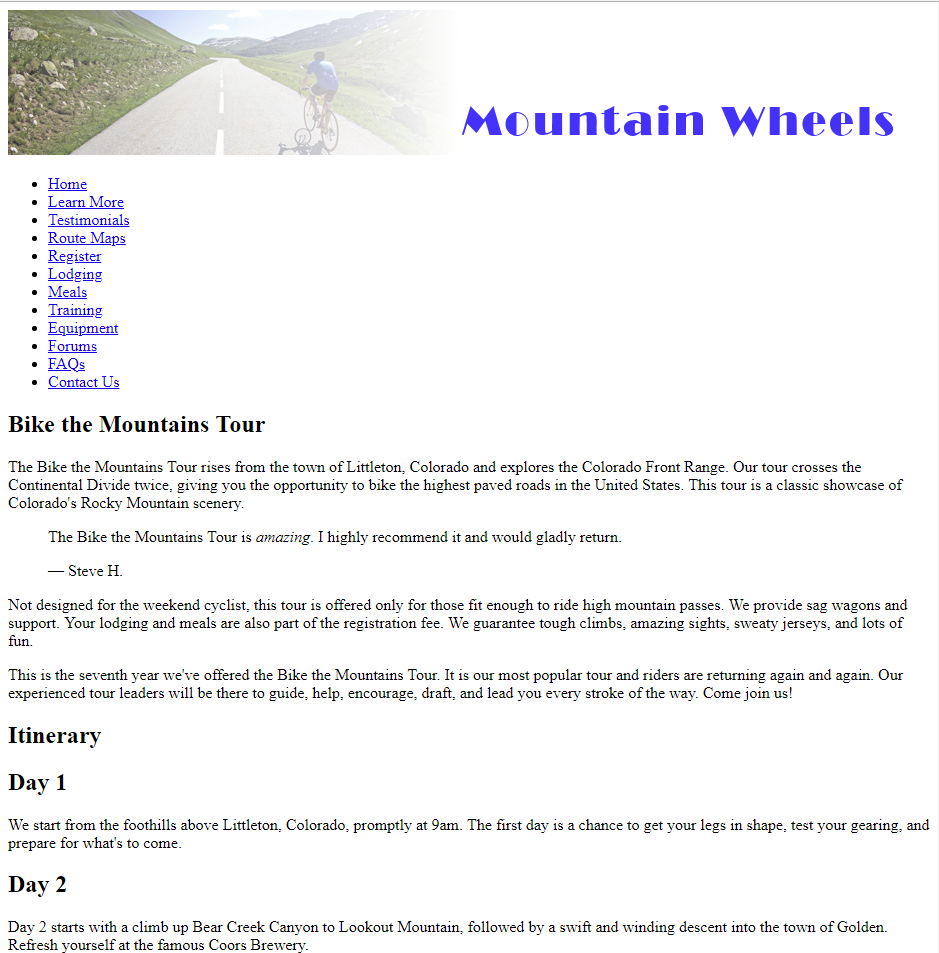 Mountain Wheels
Home
Learn More
Testimonials
Route Maps
Register
Lodging
Meals
Training
Equipment
Forums
FAQs
Contact Us
Bike the Mountains Tour
The Bike the Mountains Tour rises from the town of Littleton, Colorado and explores the Colorado Front Range. Our tour crosses the
Continental Divide twice, giving you the opportunity to bike the highest paved roads in the United States. This tour is a classic showcase of
Colorado's Rocky Mountain scenery.
The Bike the Mountains Tour is amazing. I highly recommend it and would gladly return.
— Steve H.
Not designed for the weekend cyclist, this tour is offered only for those fit enough to ride high mountain passes. We provide sag wagons and
support. Your lodging and meals are also part of the registration fee. We guarantee tough climbs, amazing sights, sweaty jerseys, and lots of
fun.
This is the seventh year we've offered the Bike the Mountains Tour. It is our most popular tour and riders are returning again and again. Our
experienced tour leaders will be there to guide, help, encourage, draft, and lead you every stroke of the way. Come join us!
Itinerary
Day 1
We start from the foothills above Littleton, Colorado, promptly at 9am. The first day is a chance to get your legs in shape, test your gearing, and
prepare for what's to come.
Day 2
Day 2 starts with a climb up Bear Creek Canyon to Lookout Mountain, followed by a swift and winding descent into the town of Golden.
Refresh yourself at the famous Coors Brewery.